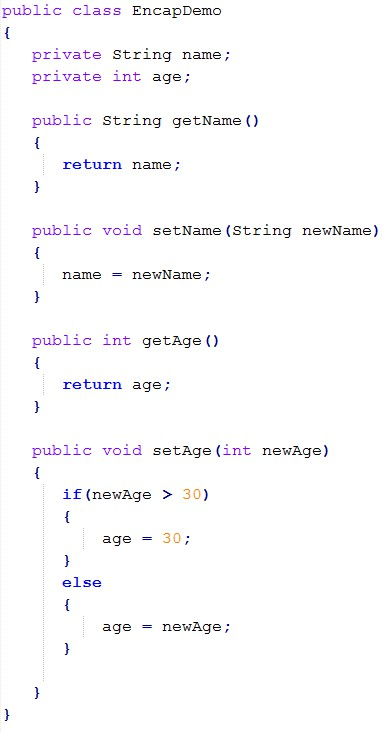 public class EncapDemo
{
private String name;
private int age;
public String getName()
{
return name;
}
public void setName(String newName)
{
name = newName;
}
public int getAge()
{
return age;
}
public void setAge(int newAge)
{
if(newAge > 30)
{
age = 30;
}
else
{
age = newAge;
}
}
}